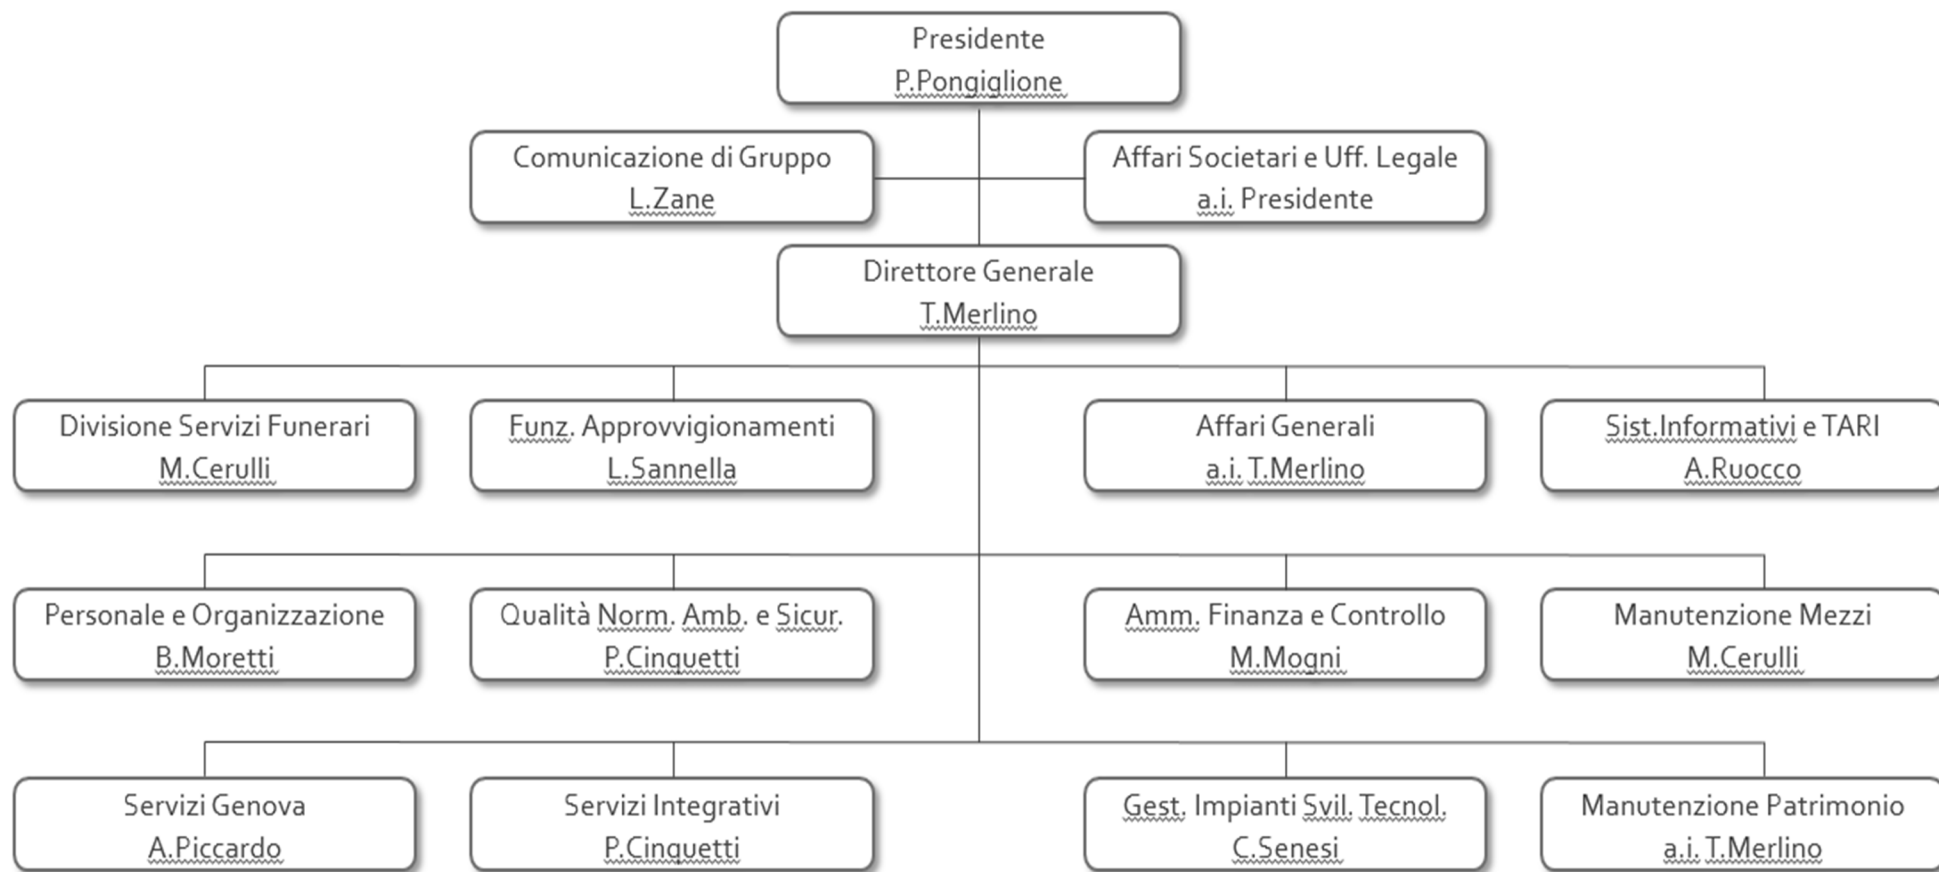 Presidente
P.Pongiglione
Comunicazione di Gruppo
L.Zane
Affari Societari e Uff. Legale
a.i. Presidente
Direttore Generale
T.Merlino
Divisione Servizi Funerari
M.Cerulli
Funz. Approvvigionamenti
L.Sannella
Affari Generali
a.i. T.Merlino
Sist.Informativi e TARI
A.Ruocco
Personale e Organizzazione
B.Moretti
Qualità Norm. Amb. e Sicur.
P.Cinquetti
Amm. Finanza e Controllo
M.Mogni
Manutenzione Mezzi
M.Cerulli
Servizi Genova
A.Piccardo
Servizi Integrativi
P.Cinquetti
Gest. Impianti Svil. Tecnol.
C.Senesi
Manutenzione Patrimonio
a.i. T.Merlino